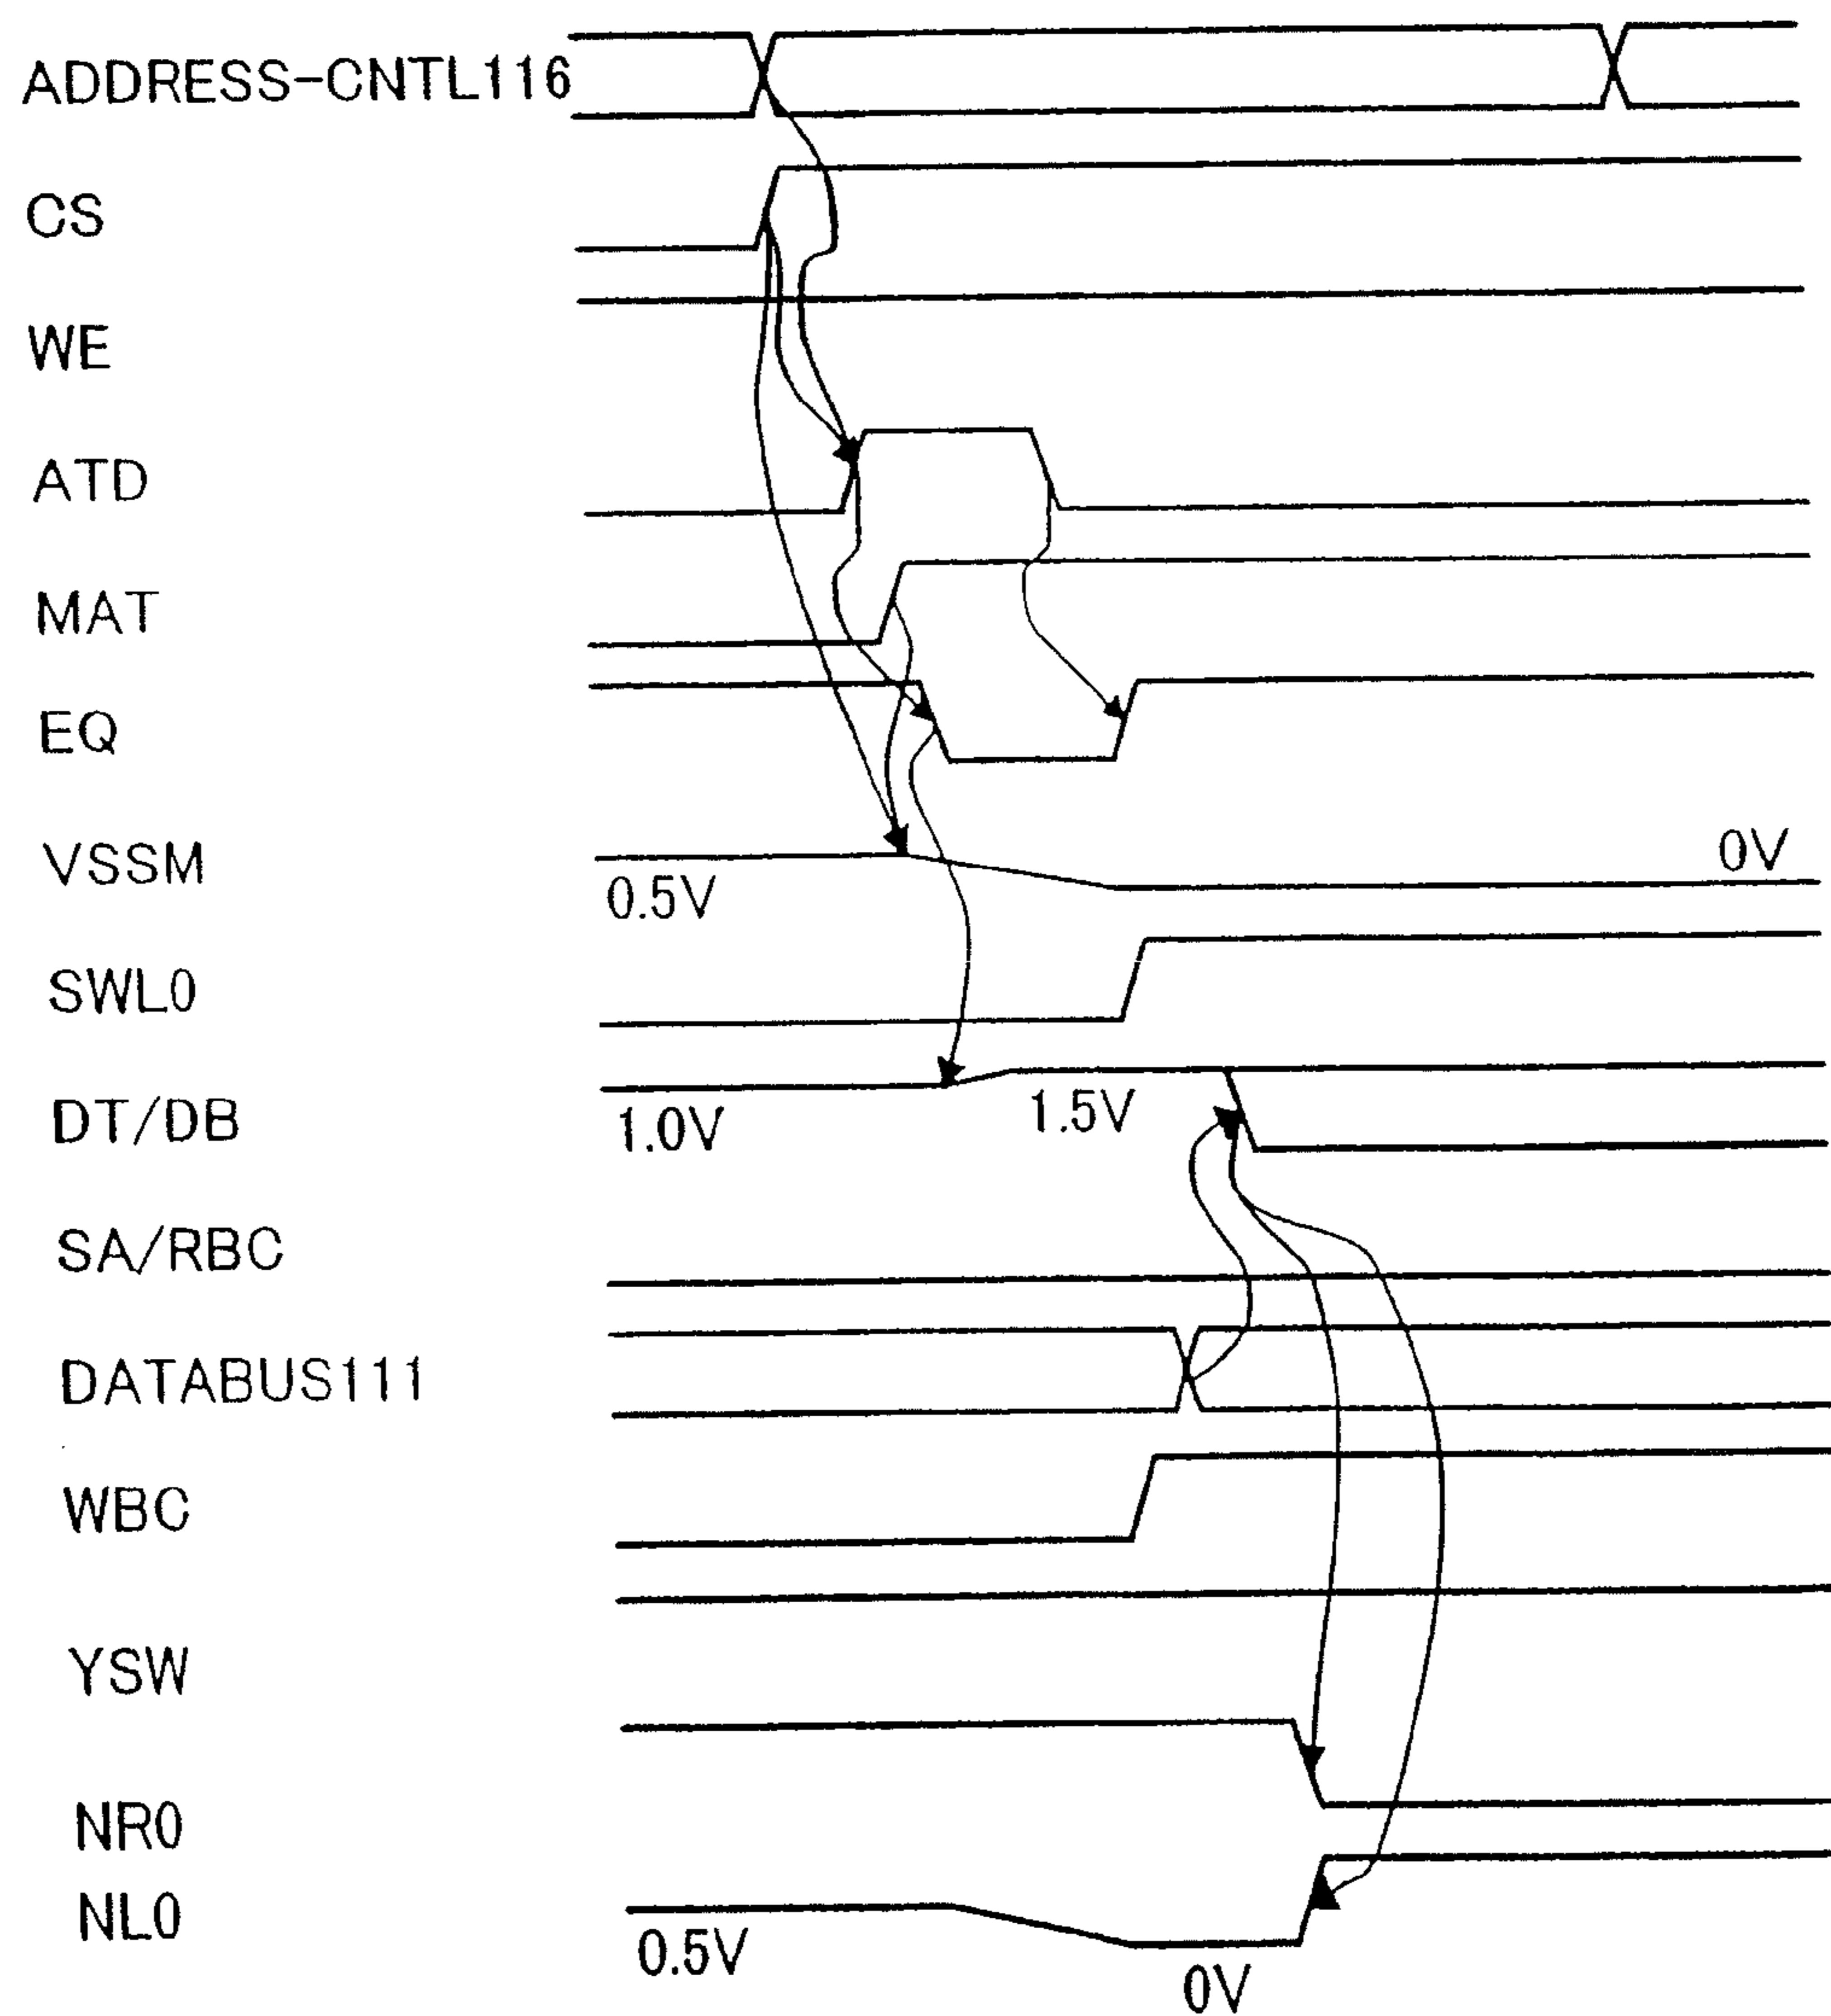 ADDRESS-CNTL116
CS
WE
ATD
MAT
EQ
VSSM
0V
0.5V
SWL0
DT/DB
1.0V
1.5V
SA/RBC
DATABUS111
WBC
YSW
NR0
NL0
0.5V
0V